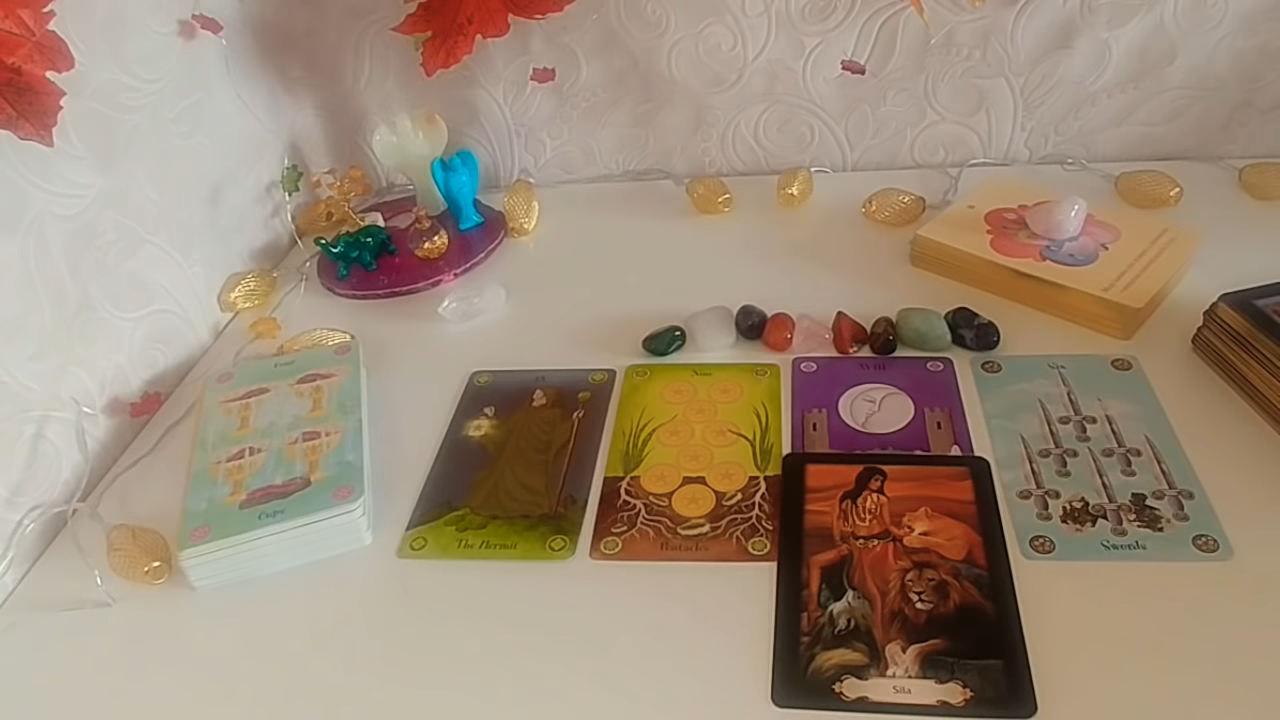 Four
Cups
IX
The Hermit
Nine
Pentacles
XVIII
Six
Swords
Sila